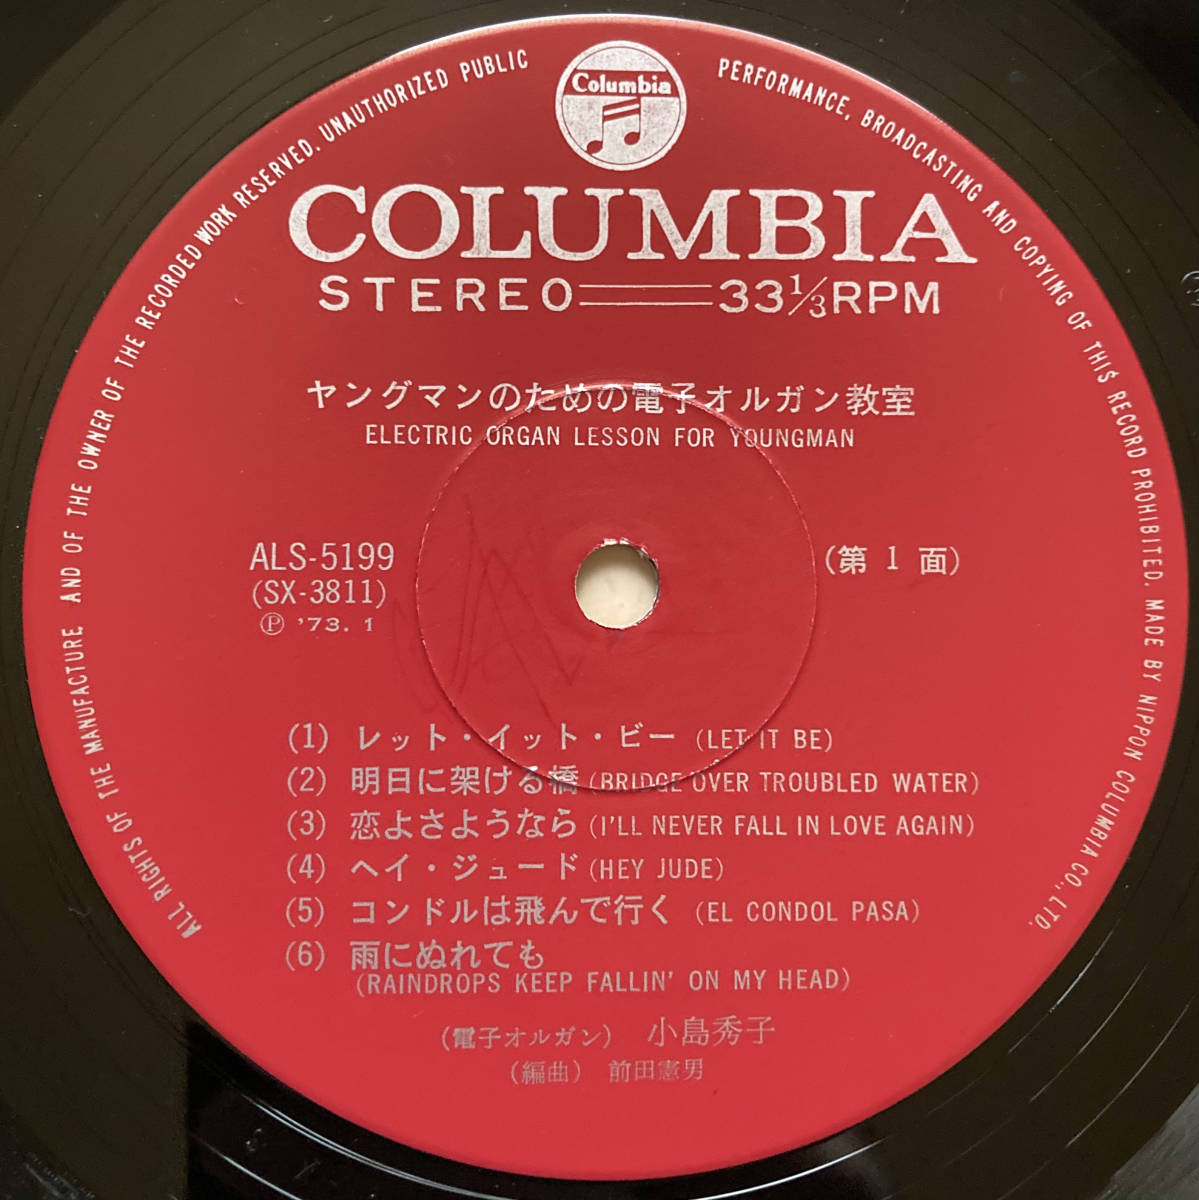 ALL RIGHTS OF THE MANUFACTURE AND OF THE OWNER OF THE RECORDED WORK RESERVED. UNAUTHORIZED PUBLIC PERFORMANCE, BROADCASTING AND COPYING OF THIS RECORD PROHIBITED. MADE BY NIPPON COLUMBIA CO., LTD.
Columbia
COLUMBIA
STEREO 33 1/3 RPM
ヤングマンのための電子オルガン教室
ELECTRIC ORGAN LESSON FOR YOUNGMAN
ALS-5199 (第 1 面)
(SX-3811)
Ⓟ '73. 1
(1) レット・イット・ビー (LET IT BE)
(2) 明日に架ける橋 (BRIDGE OVER TROUBLED WATER)
(3) 恋よさようなら (I'LL NEVER FALL IN LOVE AGAIN)
(4) ヘイ・ジュード (HEY JUDE)
(5) コンドルは飛んで行く (EL CONDOL PASA)
(6) 雨にぬれても
(RAINDROPS KEEP FALLIN' ON MY HEAD)
(電子オルガン) 小島秀子
(編曲) 前田憲男